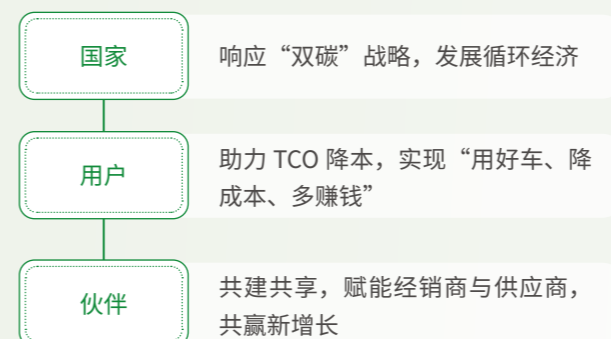 国家
响应“双碳”战略，发展循环经济
用户
助力 TCO 降本，实现“用好车、降
成本、多赚钱”
伙伴
共建共享，赋能经销商与供应商，
共赢新增长